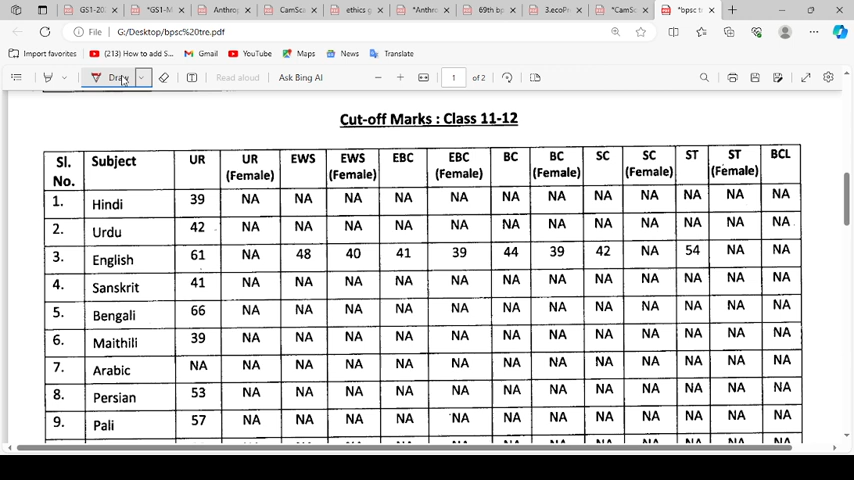 GS1-20
*GS1-M
Anthrop
CamSca
ethics g
*Anthro
69th bp
3.ecoPr
*CamSc
*bpsc t
File | G:/Desktop/bpsc%20tre.pdf
Import favorites (213) How to add S... Gmail YouTube Maps News Translate
Draw Read aloud Ask Bing AI 1 of 2
Cut-off Marks : Class 11-12
Sl. No. Subject UR UR (Female) EWS EWS (Female) EBC EBC (Female) BC BC (Female) SC SC (Female) ST ST (Female) BCL
1. Hindi 39 NA NA NA NA NA NA NA NA NA NA NA NA
2. Urdu 42 NA NA NA NA NA NA NA NA NA NA NA NA
3. English 61 NA 48 40 41 39 44 39 42 NA 54 NA NA
4. Sanskrit 41 NA NA NA NA NA NA NA NA NA NA NA NA
5. Bengali 66 NA NA NA NA NA NA NA NA NA NA NA NA
6. Maithili 39 NA NA NA NA NA NA NA NA NA NA NA NA
7. Arabic NA NA NA NA NA NA NA NA NA NA NA NA NA
8. Persian 53 NA NA NA NA NA NA NA NA NA NA NA NA
9. Pali 57 NA NA NA NA NA NA NA NA NA NA NA NA